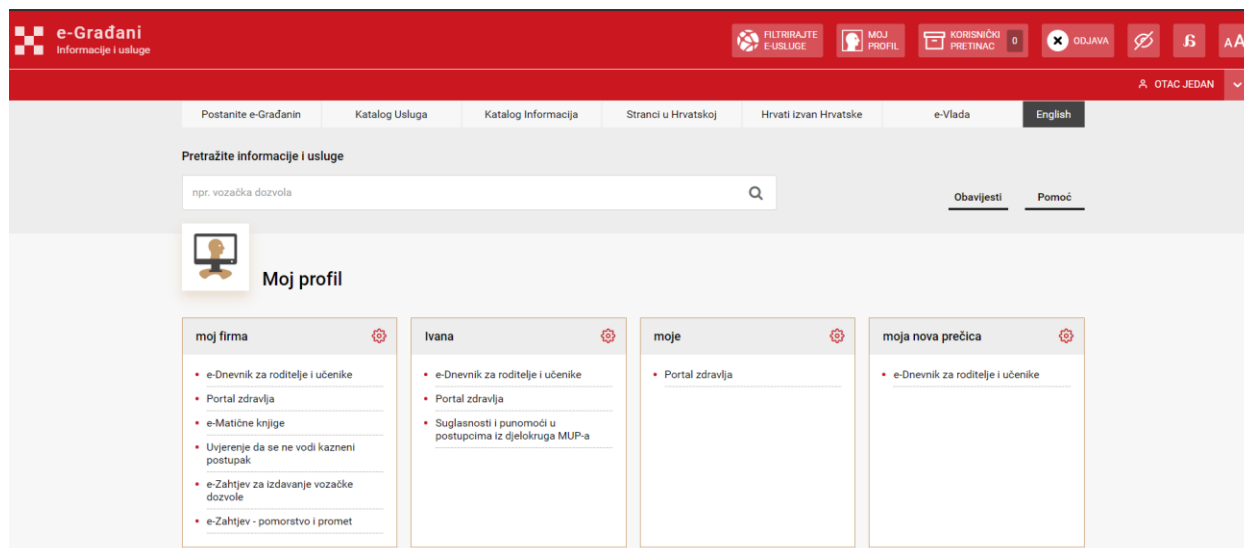 e-Građani
Informacije i usluge
FILTRIRAJTE
E-USLUGE
MOJ
PROFIL
KORISNIČKI
PRETINAC
0
ODJAVA
AA
OTAC JEDAN
Postanite e-Građanin
Katalog Usluga
Katalog Informacija
Stranci u Hrvatskoj
Hrvati izvan Hrvatske
e-Vlada
English
Pretražite informacije i usluge
npr. vozačka dozvola
Obavijesti
Pomoć
Moj profil
moj firma
• e-Dnevnik za roditelje i učenike
• Portal zdravlja
• e-Matične knjige
• Uvjerenje da se ne vodi kazneni
postupak
• e-Zahtjev za izdavanje vozačke
dozvole
• e-Zahtjev - pomorstvo i promet
Ivana
• e-Dnevnik za roditelje i učenike
• Portal zdravlja
• Suglasnosti i punomoći u
postupcima iz djelokruga MUP-a
moje
• Portal zdravlja
moja nova prečica
• e-Dnevnik za roditelje i učenike